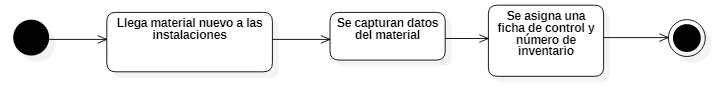 Llega material nuevo a las
instalaciones
Se capturan datos
del material
Se asigna una
ficha de control y
número de
inventario